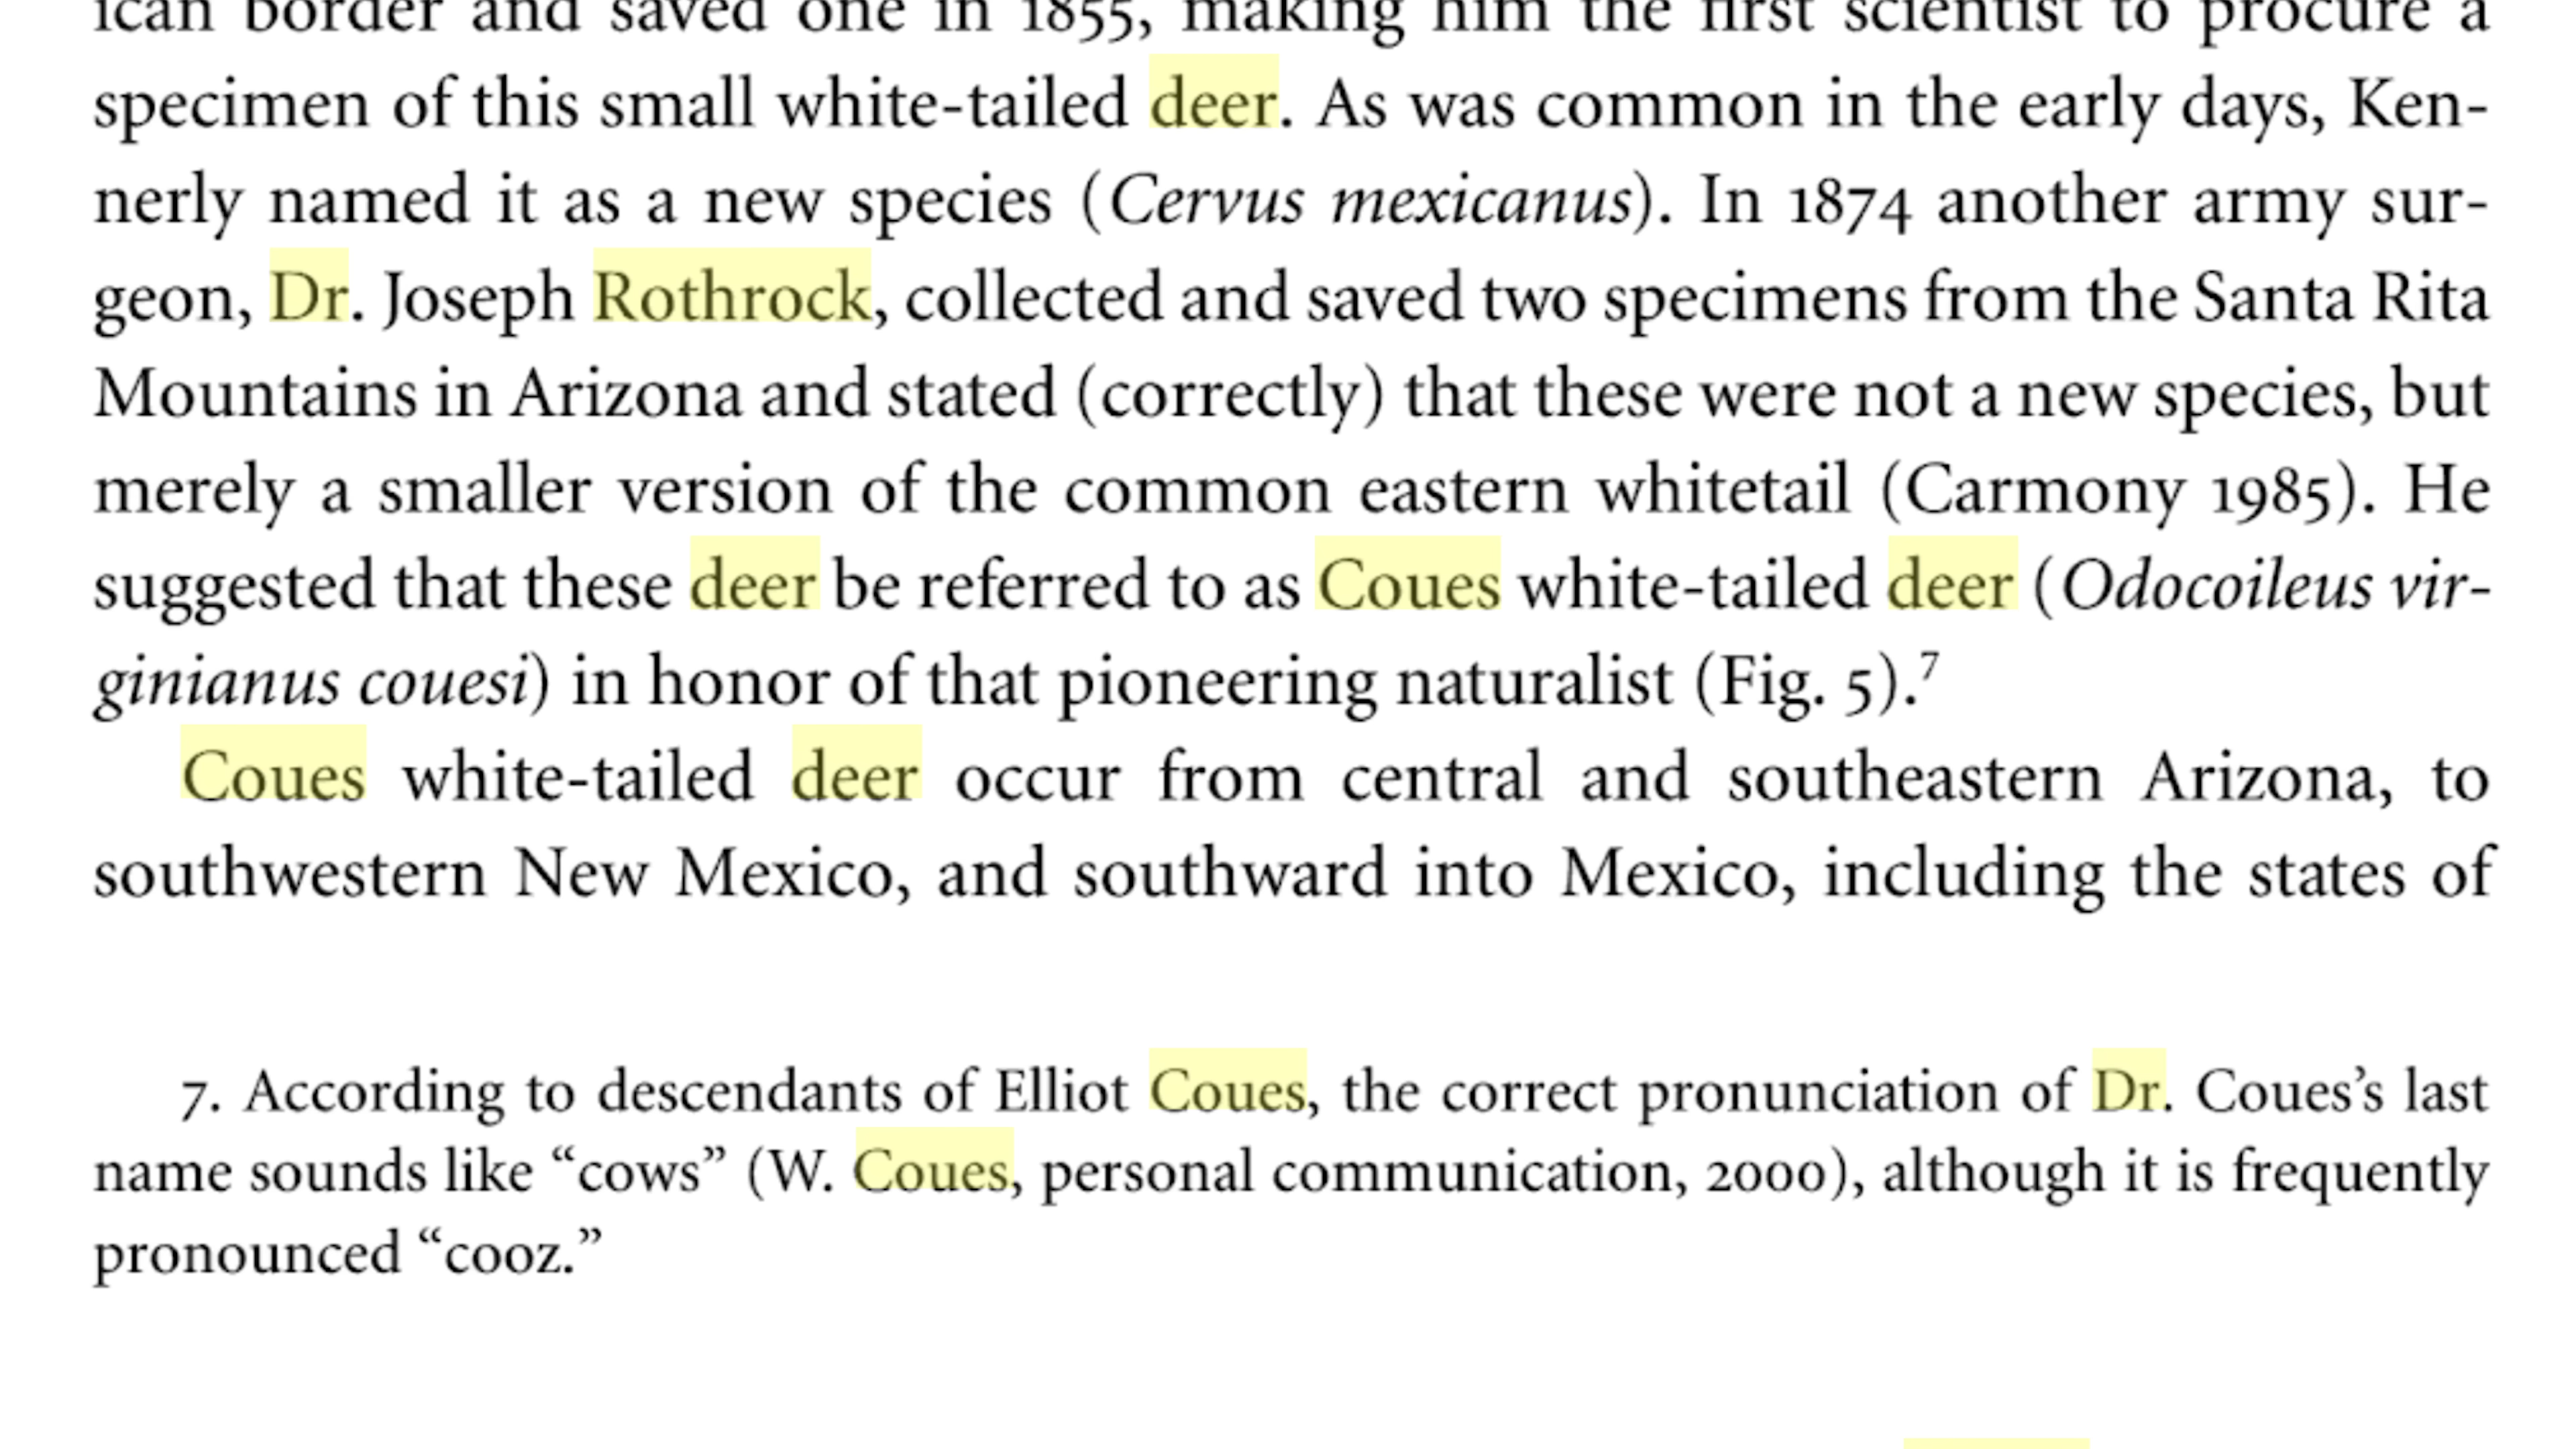 ican border and saved one in 1855, making him the first scientist to procure a
specimen of this small white-tailed deer. As was common in the early days, Ken-
nerly named it as a new species (Cervus mexicanus). In 1874 another army sur-
geon, Dr. Joseph Rothrock, collected and saved two specimens from the Santa Rita
Mountains in Arizona and stated (correctly) that these were not a new species, but
merely a smaller version of the common eastern whitetail (Carmony 1985). He
suggested that these deer be referred to as Coues white-tailed deer (Odocoileus vir-
ginianus couesi) in honor of that pioneering naturalist (Fig. 5).⁷
Coues white-tailed deer occur from central and southeastern Arizona, to
southwestern New Mexico, and southward into Mexico, including the states of
7. According to descendants of Elliot Coues, the correct pronunciation of Dr. Coues’s last
name sounds like “cows” (W. Coues, personal communication, 2000), although it is frequently
pronounced “cooz.”